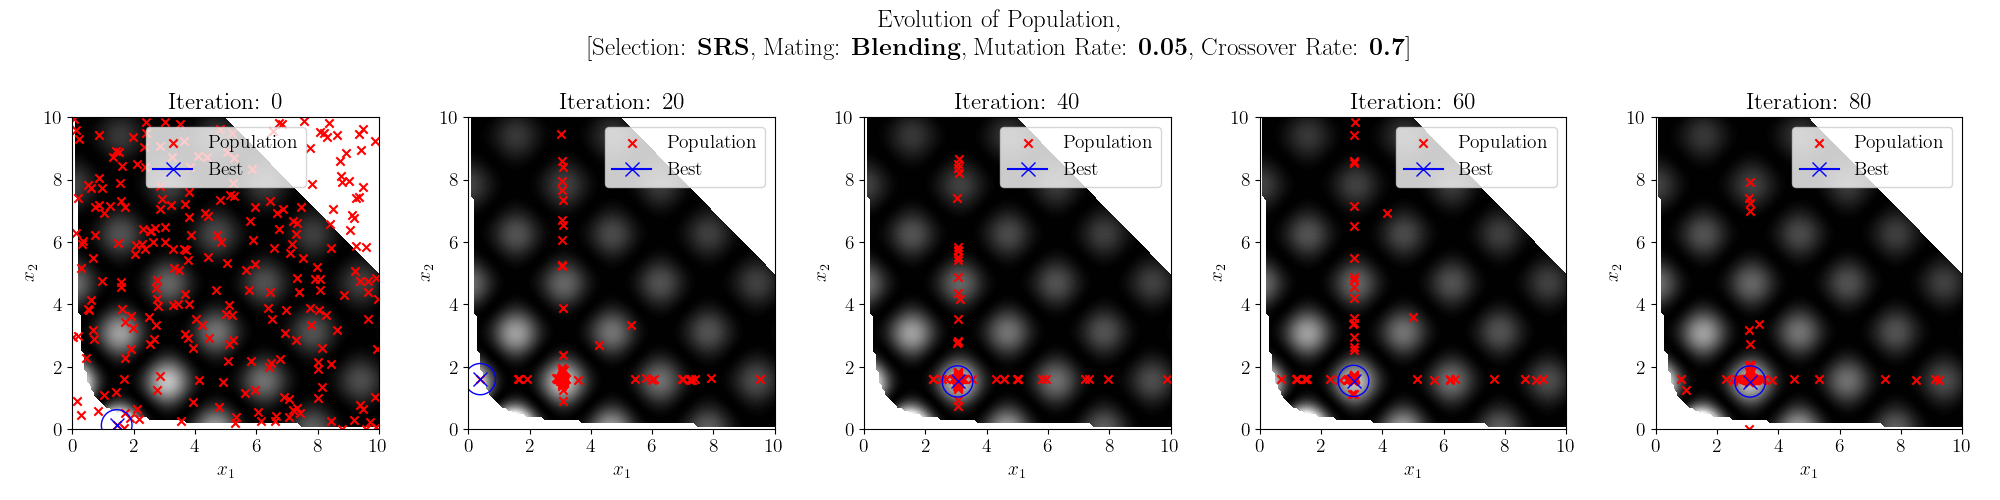 Evolution of Population,
[Selection: SRS, Mating: Blending, Mutation Rate: 0.05, Crossover Rate: 0.7]
Iteration: 0
10
8
6
4
2
0
x2
0 2 4 6 8 10
x1
Population
Best
Iteration: 20
10
8
6
4
2
0
x2
0 2 4 6 8 10
x1
Population
Best
Iteration: 40
10
8
6
4
2
0
x2
0 2 4 6 8 10
x1
Population
Best
Iteration: 60
10
8
6
4
2
0
x2
0 2 4 6 8 10
x1
Population
Best
Iteration: 80
10
8
6
4
2
0
x2
0 2 4 6 8 10
x1
Population
Best